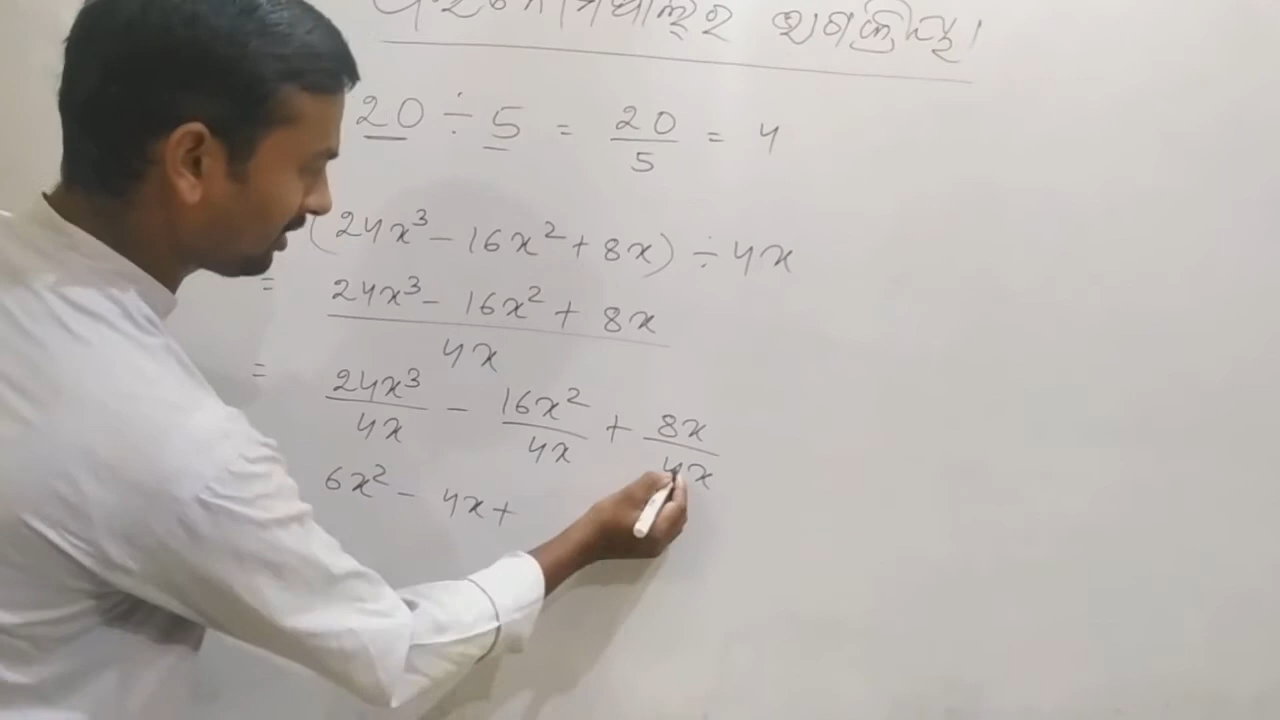 ଭାଗକ୍ରିୟା
20 ÷ 5 = 20/5 = 4
(24x³ - 16x² + 8x) ÷ 4x
= (24x³ - 16x² + 8x)/4x
= 24x³/4x - 16x²/4x + 8x/4x
6x² - 4x +